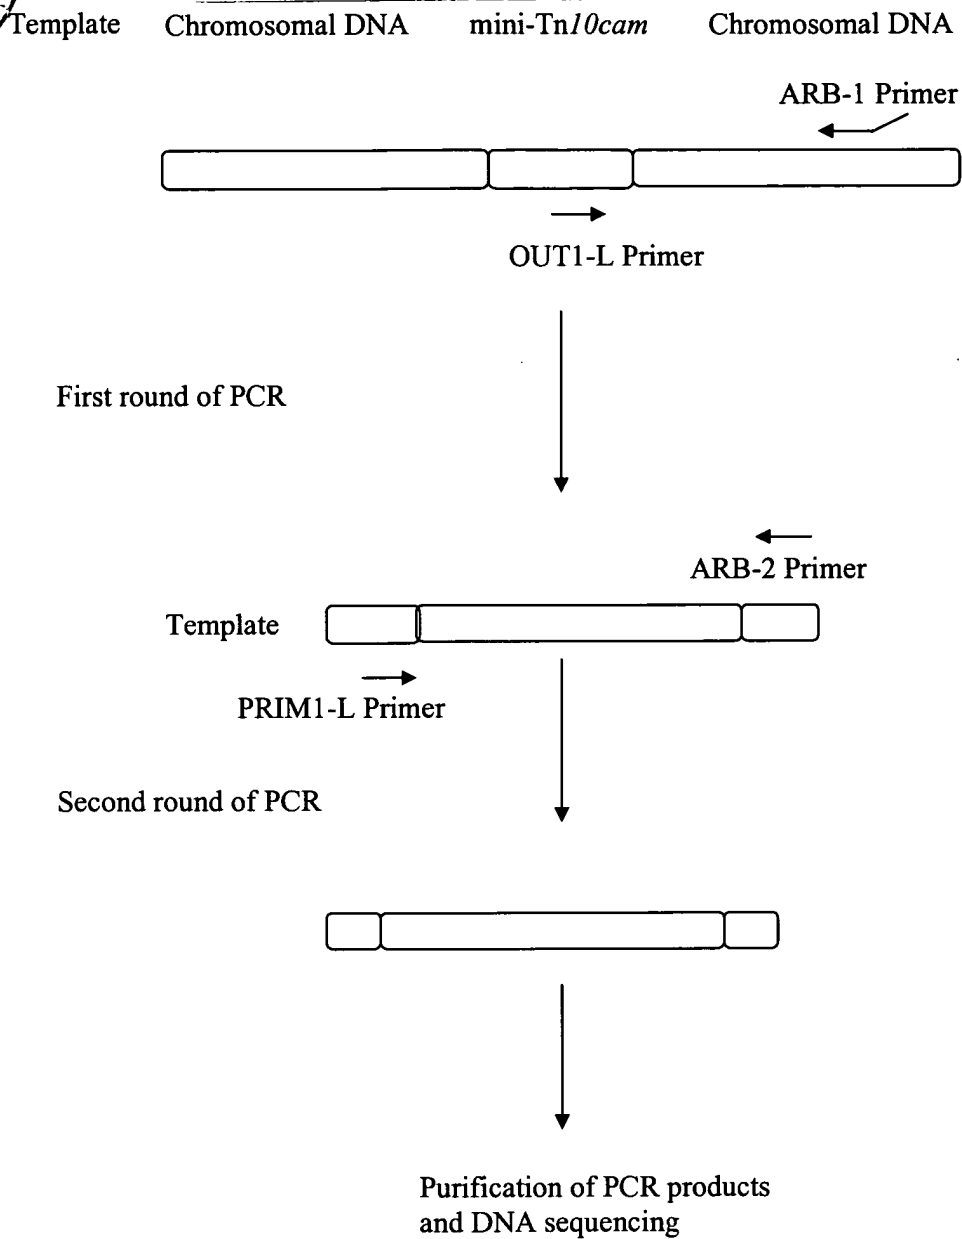 Template Chromosomal DNA mini-Tn10cam Chromosomal DNA
ARB-1 Primer
OUT1-L Primer
First round of PCR
ARB-2 Primer
Template
PRIM1-L Primer
Second round of PCR
Purification of PCR products
and DNA sequencing